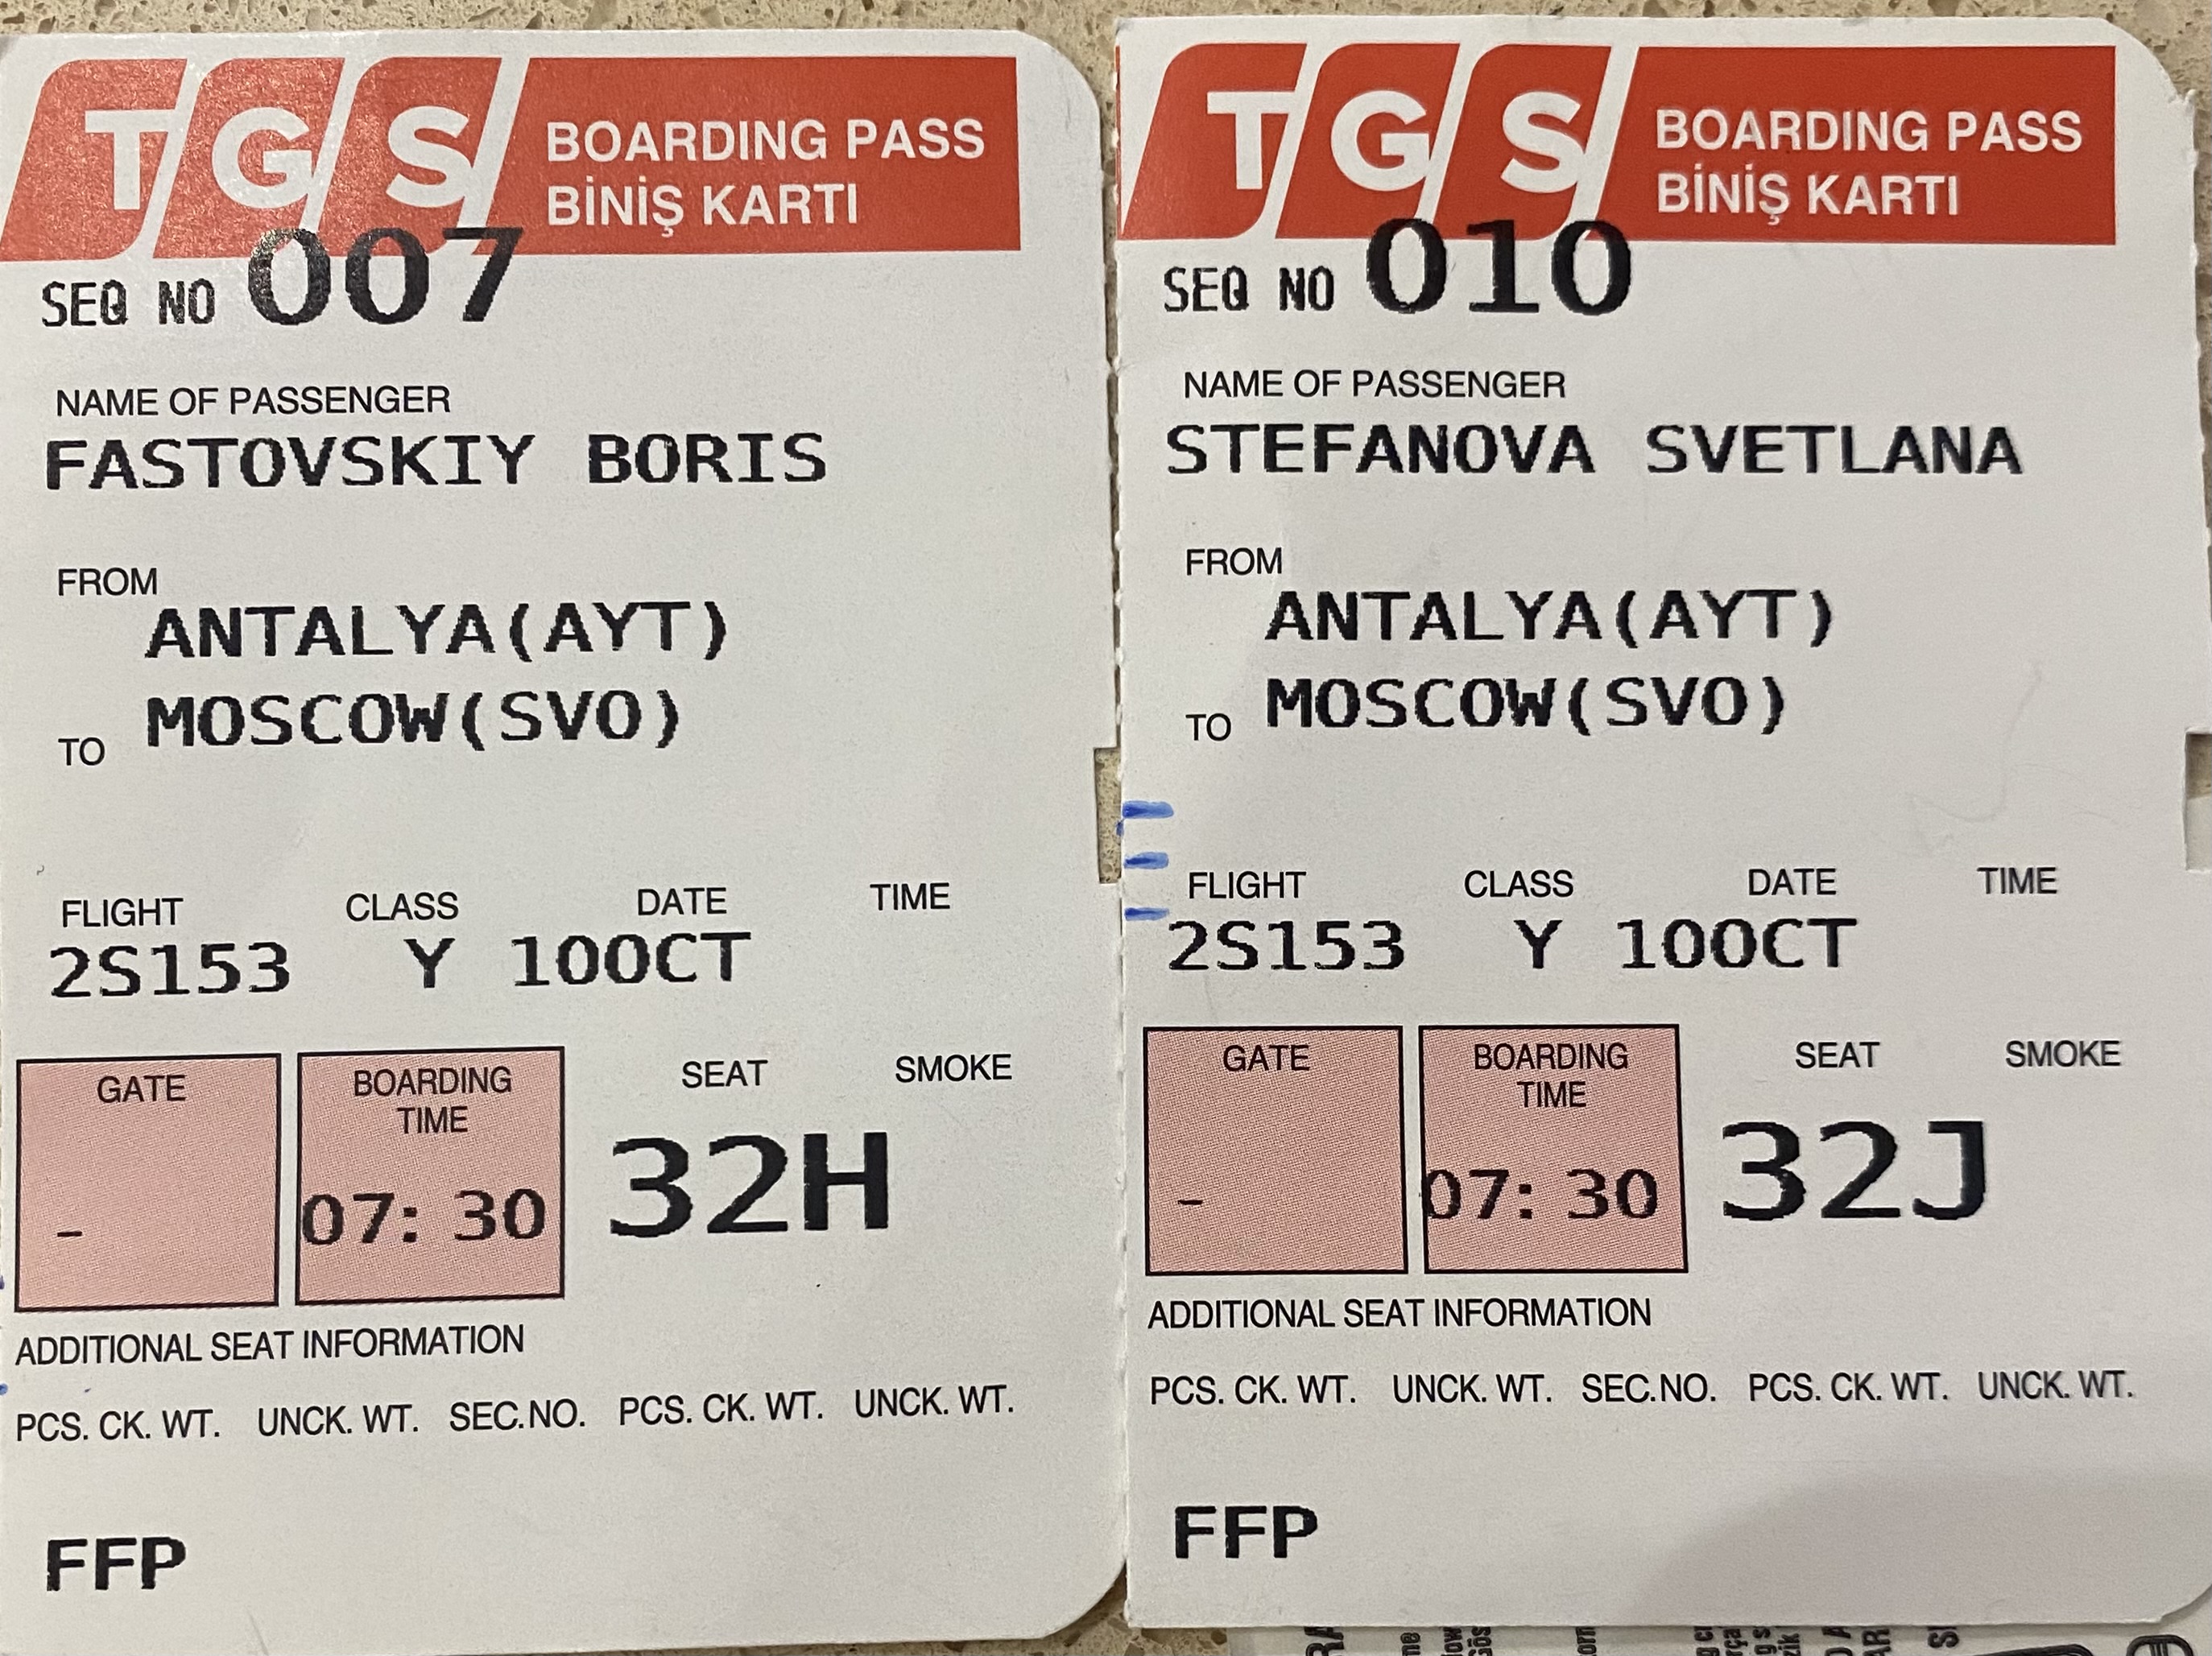 TGS BOARDING PASS
BİNİŞ KARTI
SEQ NO 007
NAME OF PASSENGER
FASTOVSKIY BORIS
FROM
ANTALYA(AYT)
TO MOSCOW(SVO)
FLIGHT CLASS DATE TIME
2S153 Y 10OCT
GATE BOARDING TIME SEAT SMOKE
- 07: 30 32H
ADDITIONAL SEAT INFORMATION
PCS. CK. WT. UNCK. WT. SEC.NO. PCS. CK. WT. UNCK. WT.
FFP
TGS BOARDING PASS
BİNİŞ KARTI
SEQ NO 010
NAME OF PASSENGER
STEFANOVA SVETLANA
FROM
ANTALYA(AYT)
TO MOSCOW(SVO)
FLIGHT CLASS DATE TIME
2S153 Y 10OCT
GATE BOARDING TIME SEAT SMOKE
- 07: 30 32J
ADDITIONAL SEAT INFORMATION
PCS. CK. WT. UNCK. WT. SEC.NO. PCS. CK. WT. UNCK. WT.
FFP